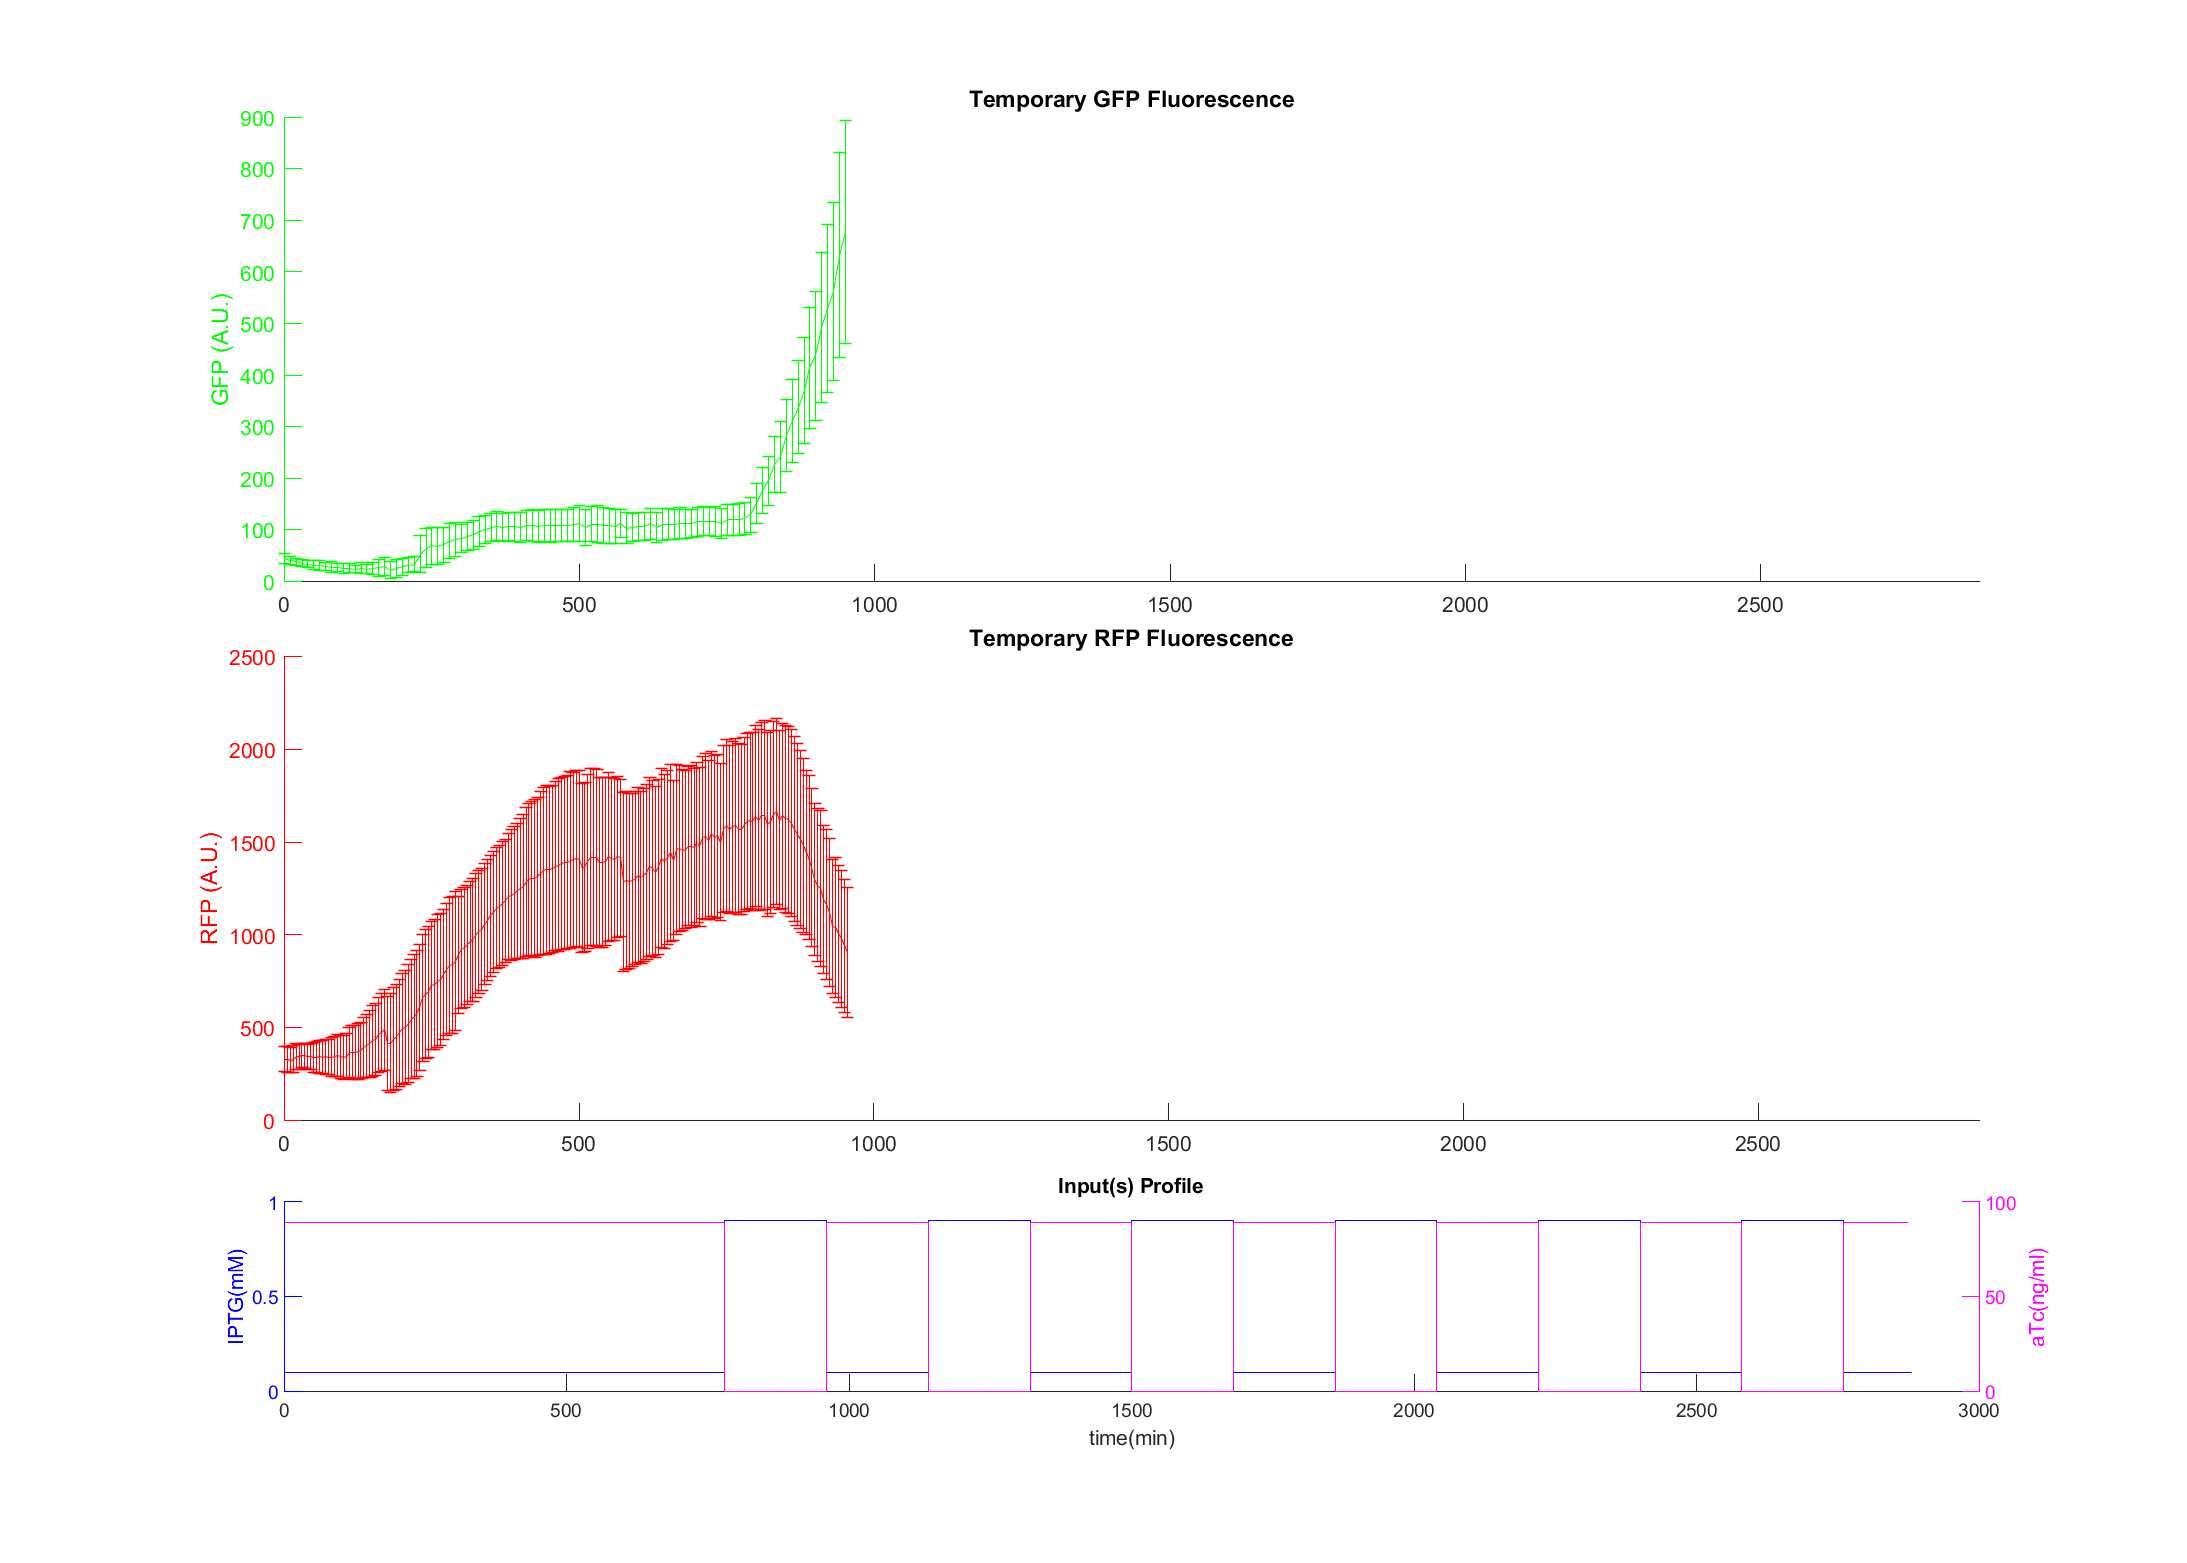 Temporary GFP Fluorescence
900
800
700
600
500
400
300
200
100
0
GFP (A.U.)
0 500 1000 1500 2000 2500
Temporary RFP Fluorescence
2500
2000
1500
1000
500
0
RFP (A.U.)
0 500 1000 1500 2000 2500
Input(s) Profile
1
0.5
0
IPTG(mM)
100
50
0
aTc(ng/ml)
0 500 1000 1500 2000 2500 3000
time(min)